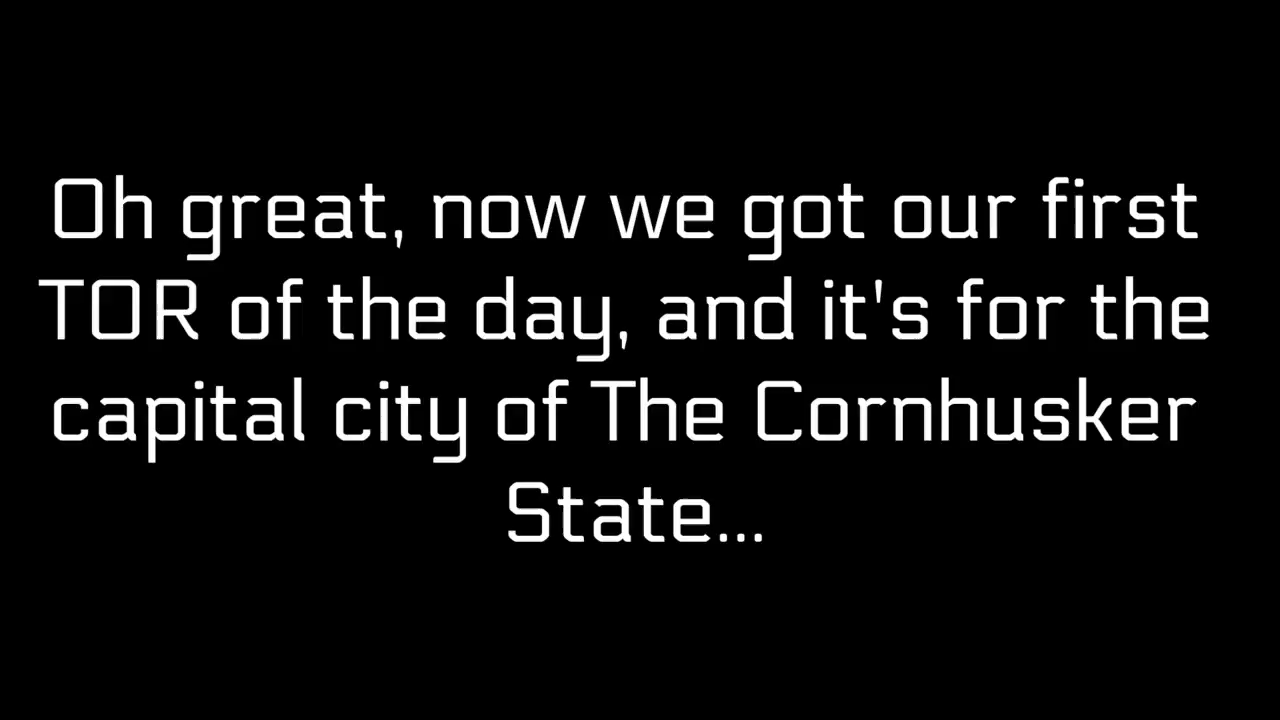 Oh great, now we got our first
TOR of the day, and it's for the
capital city of The Cornhusker
State...